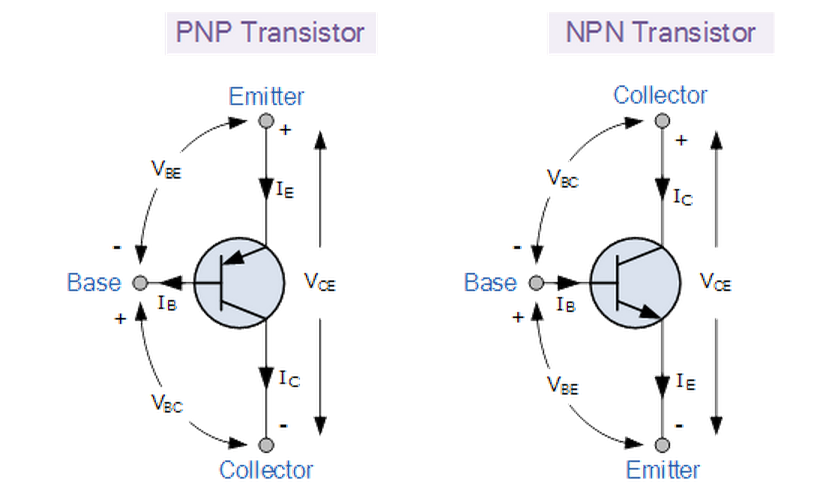 PNP Transistor
Emitter
+
VBE
IE
-
Base
IB
+
VCE
VBC
IC
-
Collector
NPN Transistor
Collector
+
VBC
IC
-
Base
IB
+
VCE
VBE
IE
-
Emitter